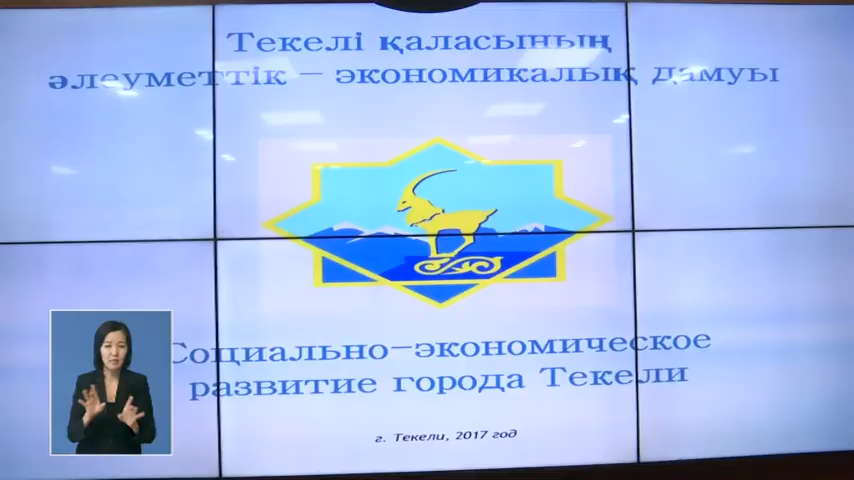 Текелі қаласының
әлеуметтік – экономикалық дамуы
Социально-экономическое
развитие города Текели
г. Текели, 2017 год